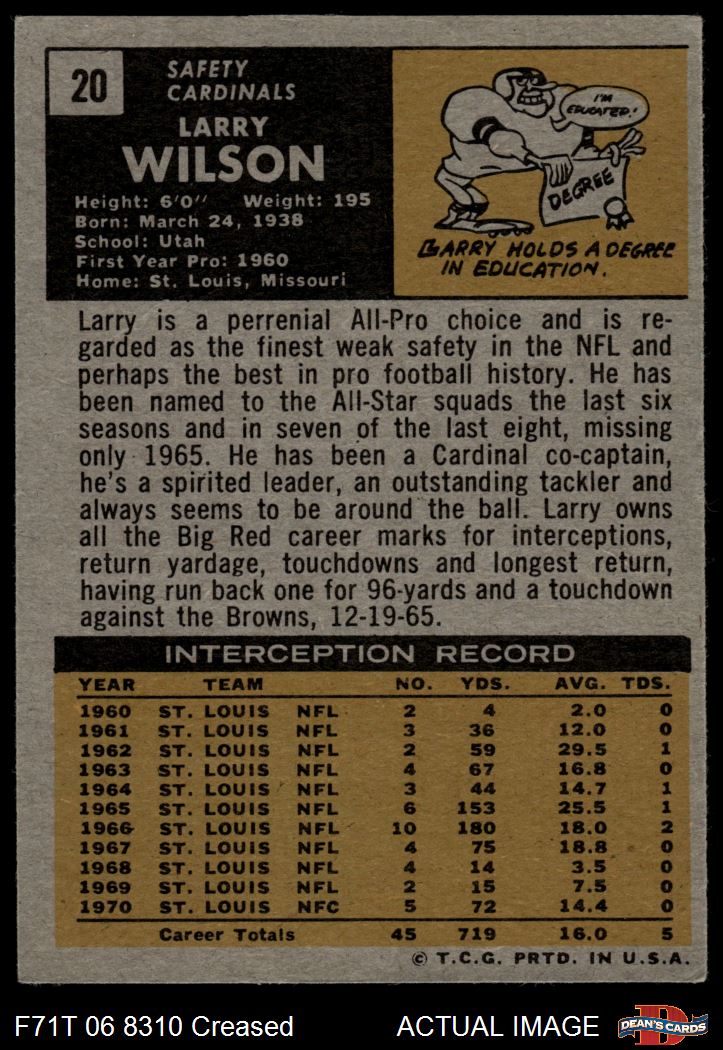 20
SAFETY
CARDINALS
LARRY
WILSON
Height: 6'0" Weight: 195
Born: March 24, 1938
School: Utah
First Year Pro: 1960
Home: St. Louis, Missouri
I'M
EDUCATED!
DEGREE
LARRY HOLDS A DEGREE
IN EDUCATION.
Larry is a perrenial All-Pro choice and is re-
garded as the finest weak safety in the NFL and
perhaps the best in pro football history. He has
been named to the All-Star squads the last six
seasons and in seven of the last eight, missing
only 1965. He has been a Cardinal co-captain,
he's a spirited leader, an outstanding tackler and
always seems to be around the ball. Larry owns
all the Big Red career marks for interceptions,
return yardage, touchdowns and longest return,
having run back one for 96-yards and a touchdown
against the Browns, 12-19-65.
INTERCEPTION RECORD
YEAR TEAM NO. YDS. AVG. TDS.
1960 ST. LOUIS NFL 2 4 2.0 0
1961 ST. LOUIS NFL 3 36 12.0 0
1962 ST. LOUIS NFL 2 59 29.5 1
1963 ST. LOUIS NFL 4 67 16.8 0
1964 ST. LOUIS NFL 3 44 14.7 1
1965 ST. LOUIS NFL 6 153 25.5 1
1966 ST. LOUIS NFL 10 180 18.0 2
1967 ST. LOUIS NFL 4 75 18.8 0
1968 ST. LOUIS NFL 4 14 3.5 0
1969 ST. LOUIS NFL 2 15 7.5 0
1970 ST. LOUIS NFC 5 72 14.4 0
Career Totals 45 719 16.0 5
© T.C.G. PRTD. IN U.S.A.
F71T 06 8310 Creased ACTUAL IMAGE
D
DEAN'S CARDS